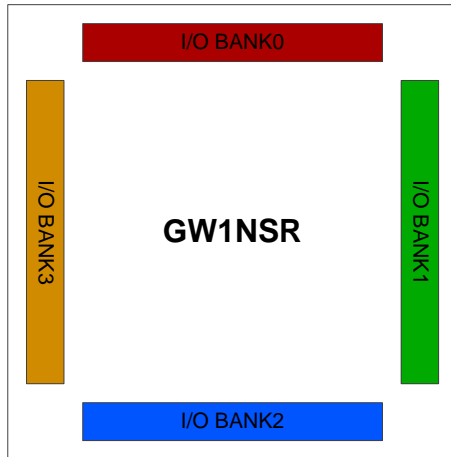 I/O BANK0
I/O BANK3
GW1NSR
I/O BANK1
I/O BANK2